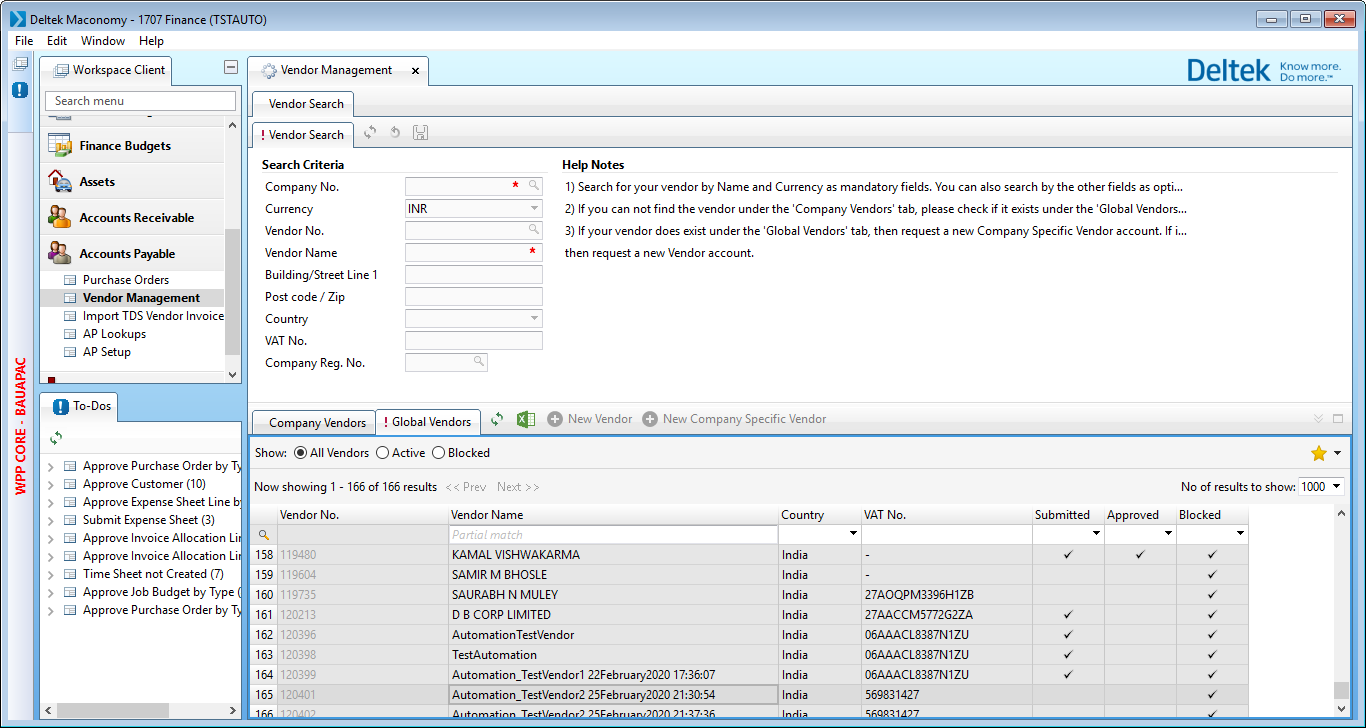 Deltek Maconomy - 1707 Finance (TSTAUTO)
File Edit Window Help
Workspace Client
Search menu
Finance Budgets
Assets
Accounts Receivable
Accounts Payable
Purchase Orders
Vendor Management
Import TDS Vendor Invoice
AP Lookups
AP Setup
WPP CORE - BAUAPAC
To-Dos
Approve Purchase Order by Ty
Approve Customer (10)
Approve Expense Sheet Line by
Submit Expense Sheet (3)
Approve Invoice Allocation Lir
Approve Invoice Allocation Lir
Time Sheet not Created (7)
Approve Job Budget by Type (
Approve Purchase Order by Ty
Vendor Management
Deltek Know more.
Do more.™
Vendor Search
! Vendor Search
Search Criteria
Company No. *
Currency INR
Vendor No.
Vendor Name *
Building/Street Line 1
Post code / Zip
Country
VAT No.
Company Reg. No.
Help Notes
1) Search for your vendor by Name and Currency as mandatory fields. You can also search by the other fields as opti...
2) If you can not find the vendor under the 'Company Vendors' tab, please check if it exists under the 'Global Vendors...
3) If your vendor does exist under the 'Global Vendors' tab, then request a new Company Specific Vendor account. If i...
then request a new Vendor account.
Company Vendors ! Global Vendors New Vendor New Company Specific Vendor
Show: All Vendors Active Blocked
Now showing 1 - 166 of 166 results << Prev Next >> No of results to show: 1000
Vendor No. Vendor Name Country VAT No. Submitted Approved Blocked
Partial match
158 119480 KAMAL VISHWAKARMA India - ✓ ✓ ✓
159 119604 SAMIR M BHOSLE India - ✓
160 119735 SAURABH N MULEY India 27AOQPM3396H1ZB ✓
161 120213 D B CORP LIMITED India 27AACCM5772G2ZA ✓ ✓
162 120396 AutomationTestVendor India 06AAACL8387N1ZU ✓ ✓
163 120398 TestAutomation India 06AAACL8387N1ZU ✓ ✓
164 120399 Automation_TestVendor1 22February2020 17:36:07 India 06AAACL8387N1ZU ✓ ✓
165 120401 Automation_TestVendor2 25February2020 21:30:54 India 569831427 ✓
166 120402 Automation_TestVendor2 25February2020 21:37:36 India 569831427 ✓